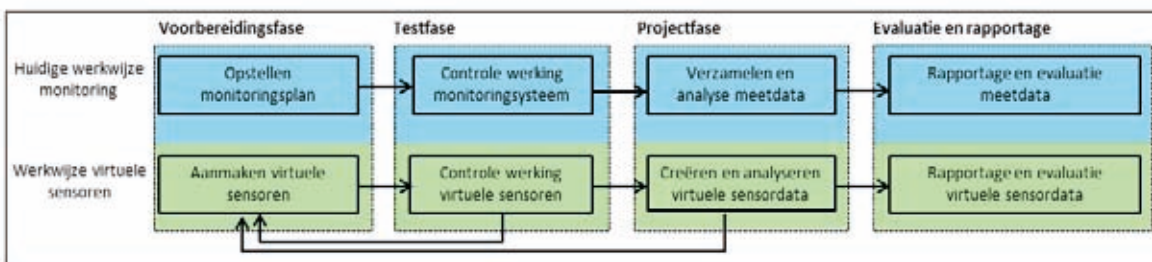 Voorbereidingsfase
Testfase
Projectfase
Evaluatie en rapportage
Huidige werkwijze
monitoring
Opstellen
monitoringsplan
Controle werking
monitoringsysteem
Verzamelen en
analyse meetdata
Rapportage en evaluatie
meetdata
Werkwijze virtuele
sensoren
Aanmaken virtuele
sensoren
Controle werking
virtuele sensoren
Creëren en analyseren
virtuele sensordata
Rapportage en evaluatie
virtuele sensordata